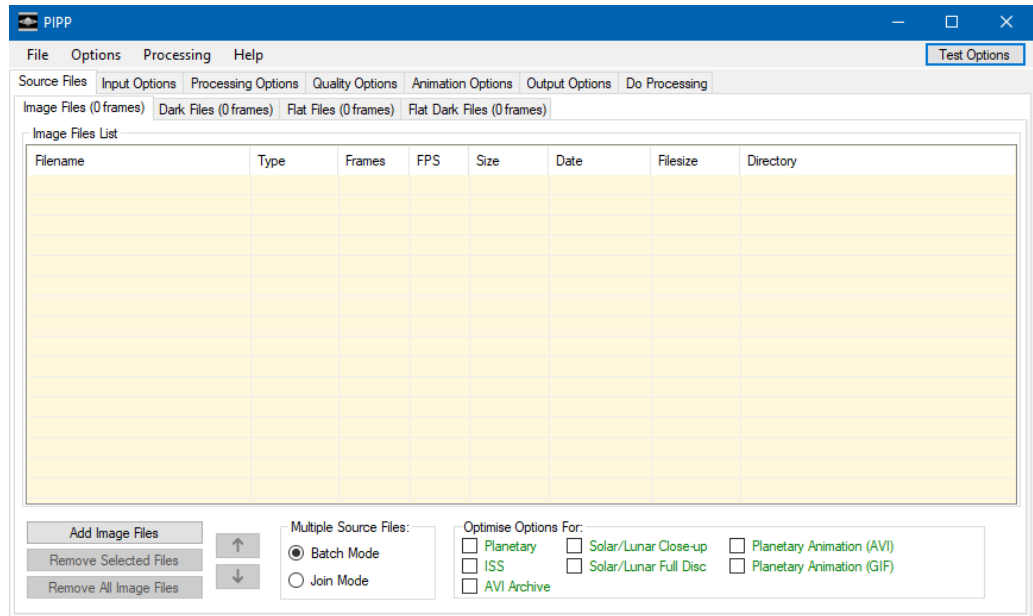 PIPP
File Options Processing Help Test Options
Source Files Input Options Processing Options Quality Options Animation Options Output Options Do Processing
Image Files (0 frames) Dark Files (0 frames) Flat Files (0 frames) Flat Dark Files (0 frames)
Image Files List
Filename Type Frames FPS Size Date Filesize Directory
Add Image Files
Remove Selected Files
Remove All Image Files
Multiple Source Files:
Batch Mode
Join Mode
Optimise Options For:
Planetary Solar/Lunar Close-up Planetary Animation (AVI)
ISS Solar/Lunar Full Disc Planetary Animation (GIF)
AVI Archive